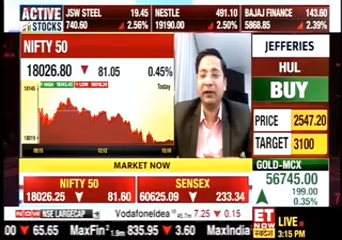 ACTIVE STOCKS
JSW STEEL 19.45
740.60 ▲ 2.56%
NESTLE 491.10
19190.00 ▲ 2.50%
BAJAJ FINANCE 143.60
5868.85 ▲ 2.39%
NIFTY 50
18026.80 ▼ 81.05 0.45%
Today
JEFFERIES
HUL
BUY
PRICE 2547.20
TARGET 3100
MARKET NOW
NIFTY 50
18026.25 ▼ 81.60
SENSEX
60625.09 ▼ 233.34
GOLD-MCX
56745.00
199.00
0.35%
NOW NSE LARGECAP
VodafoneIdea 7.25 ▼ 0.15
.00 ▼ 65.65 MaxFin 835.95 ▲ 3.60 MaxIndia
ET NOW
LIVE
3:15 PM